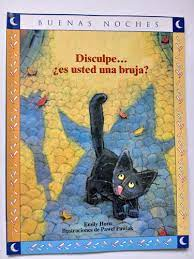 BUENAS NOCHES
Disculpe...
¿es usted una bruja?
Emily Horn
Ilustraciones de Pawel Pawlak